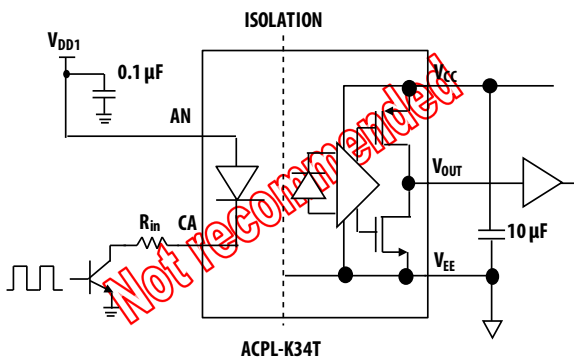 ISOLATION
VDD1
0.1 µF
AN
VCC
VOUT
Rin
CA
10 µF
VEE
Not recommended
ACPL-K34T